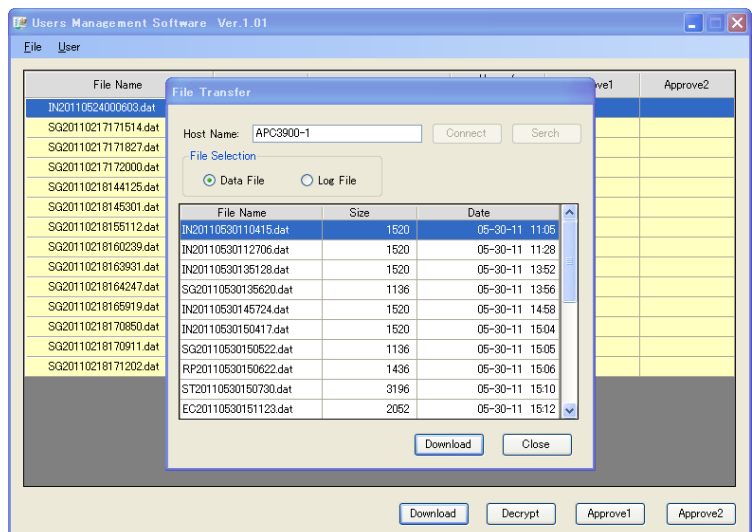 Users Management Software Ver.1.01
File User
File Name Approve2
IN20110524000603.dat
SG20110217171514.dat
SG20110217171827.dat
SG20110217172000.dat
SG20110218144125.dat
SG20110218145301.dat
SG20110218155112.dat
SG20110218160239.dat
SG20110218163931.dat
SG20110218164247.dat
SG20110218165919.dat
SG20110218170850.dat
SG20110218170911.dat
SG20110218171202.dat
File Transfer
Host Name: APC3900-1 Connect Serch
File Selection
Data File Log File
File Name Size Date
IN20110530110415.dat 1520 05-30-11 11:05
IN20110530112706.dat 1520 05-30-11 11:28
IN20110530135128.dat 1520 05-30-11 13:52
SG20110530135620.dat 1136 05-30-11 13:56
IN20110530145724.dat 1520 05-30-11 14:58
IN20110530150417.dat 1520 05-30-11 15:04
SG20110530150522.dat 1136 05-30-11 15:05
RP20110530150622.dat 1436 05-30-11 15:06
ST20110530150730.dat 3196 05-30-11 15:10
EC20110530151123.dat 2052 05-30-11 15:12
Download Close
Download Decrypt Approve1 Approve2